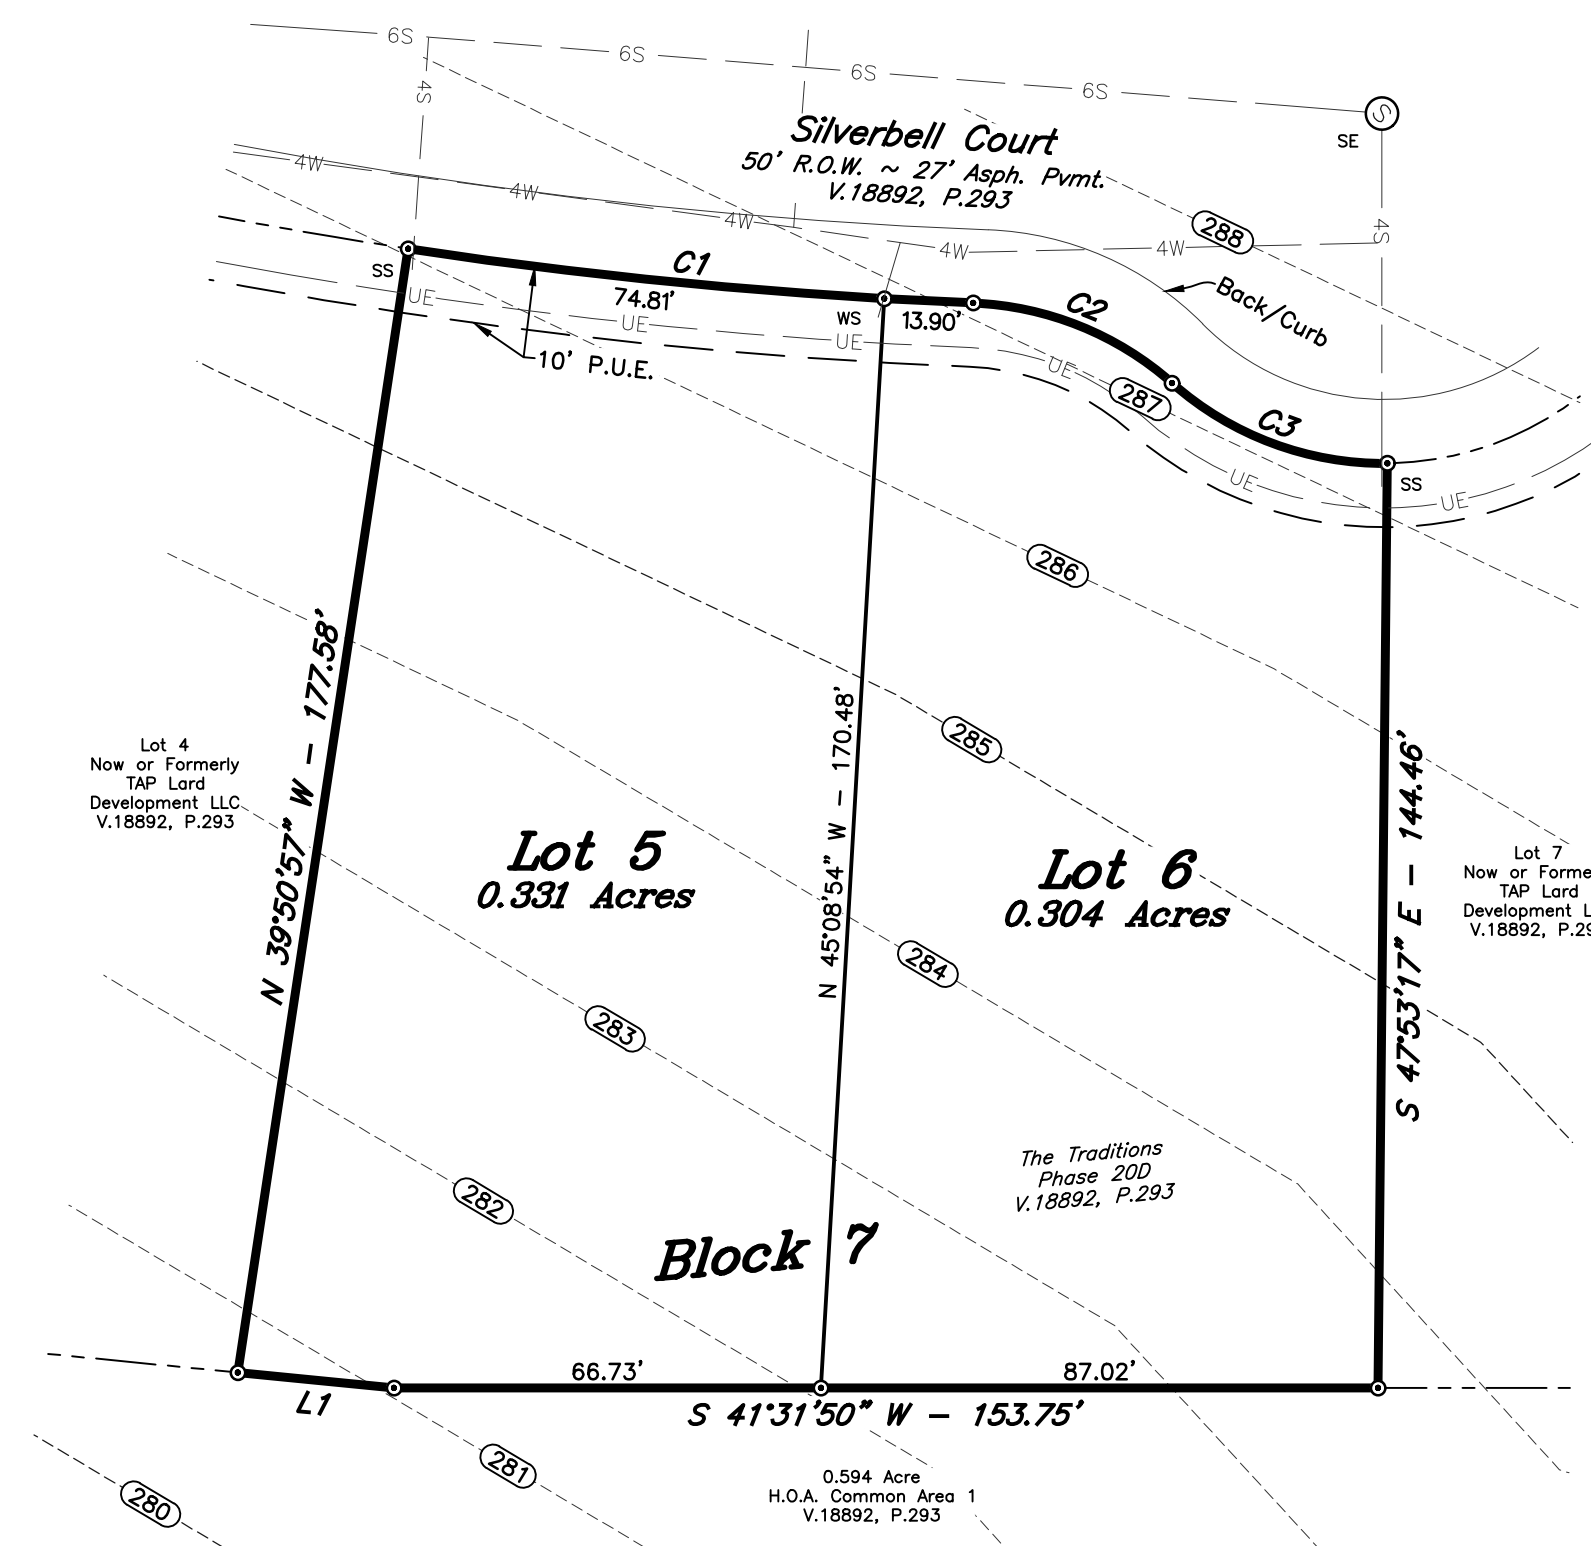 6S
6S
6S
6S
4S
S
SE
Silverbell Court
50' R.O.W. ~ 27' Asph. Pvmt.
V.18892, P.293
4W
4W
4W
4W
4W
4S
288
SS
C1
74.81'
UE
UE
UE
UE
UE
UE
WS
13.90'
C2
Back/Curb
10' P.U.E.
287
C3
SS
286
N 39°50'57" W - 177.58'
N 45°08'54" W - 170.48'
S 47°53'17" E - 144.46'
285
Lot 4
Now or Formerly
TAP Lard
Development LLC
V.18892, P.293
Lot 5
0.331 Acres
Lot 6
0.304 Acres
Lot 7
Now or Forme
TAP Lard
Development L
V.18892, P.29
284
283
282
The Traditions
Phase 20D
V.18892, P.293
Block 7
66.73'
87.02'
L1
S 41°31'50" W - 153.75'
281
280
0.594 Acre
H.O.A. Common Area 1
V.18892, P.293